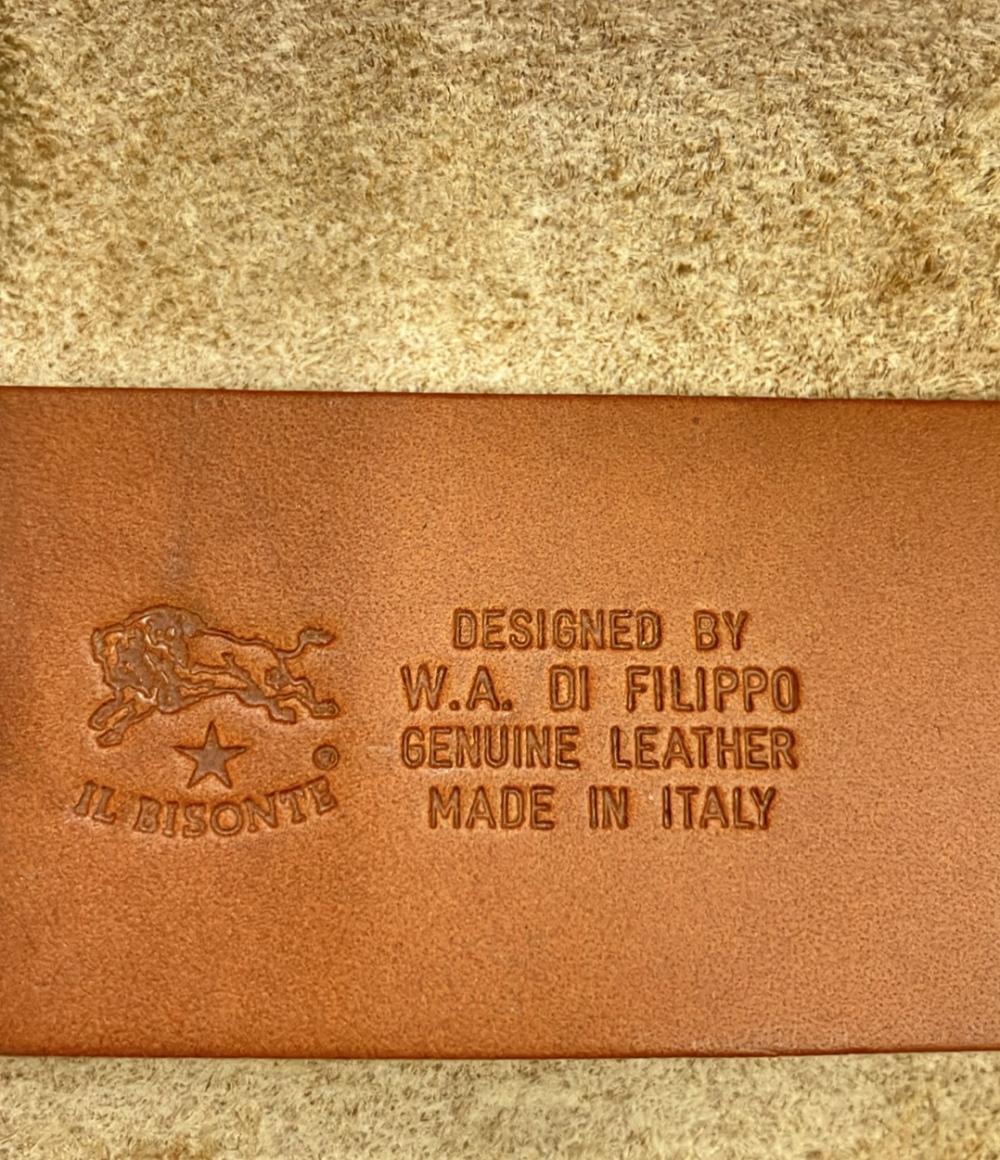 IL BISONTE
®
DESIGNED BY
W.A. DI FILIPPO
GENUINE LEATHER
MADE IN ITALY